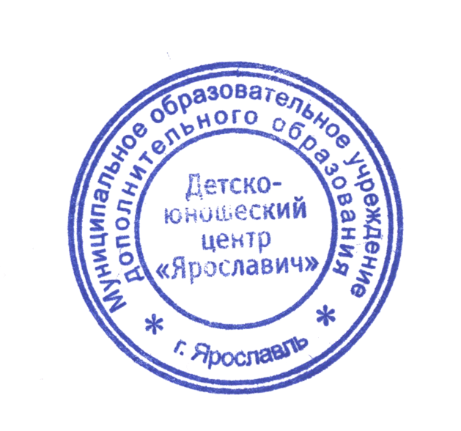 Муниципальное образовательное учреждение
дополнительного образования
Детско-
юношеский
центр
«Ярославич»
* г. Ярославль *